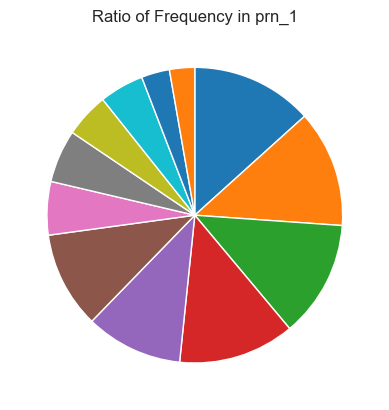 Ratio of Frequency in prn_1